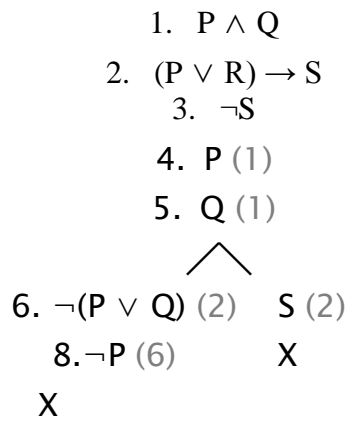 1. P ∧ Q
2. (P ∨ R) → S
3. ¬S
4. P (1)
5. Q (1)
6. ¬(P ∨ Q) (2) S (2)
8.¬P (6) X
X